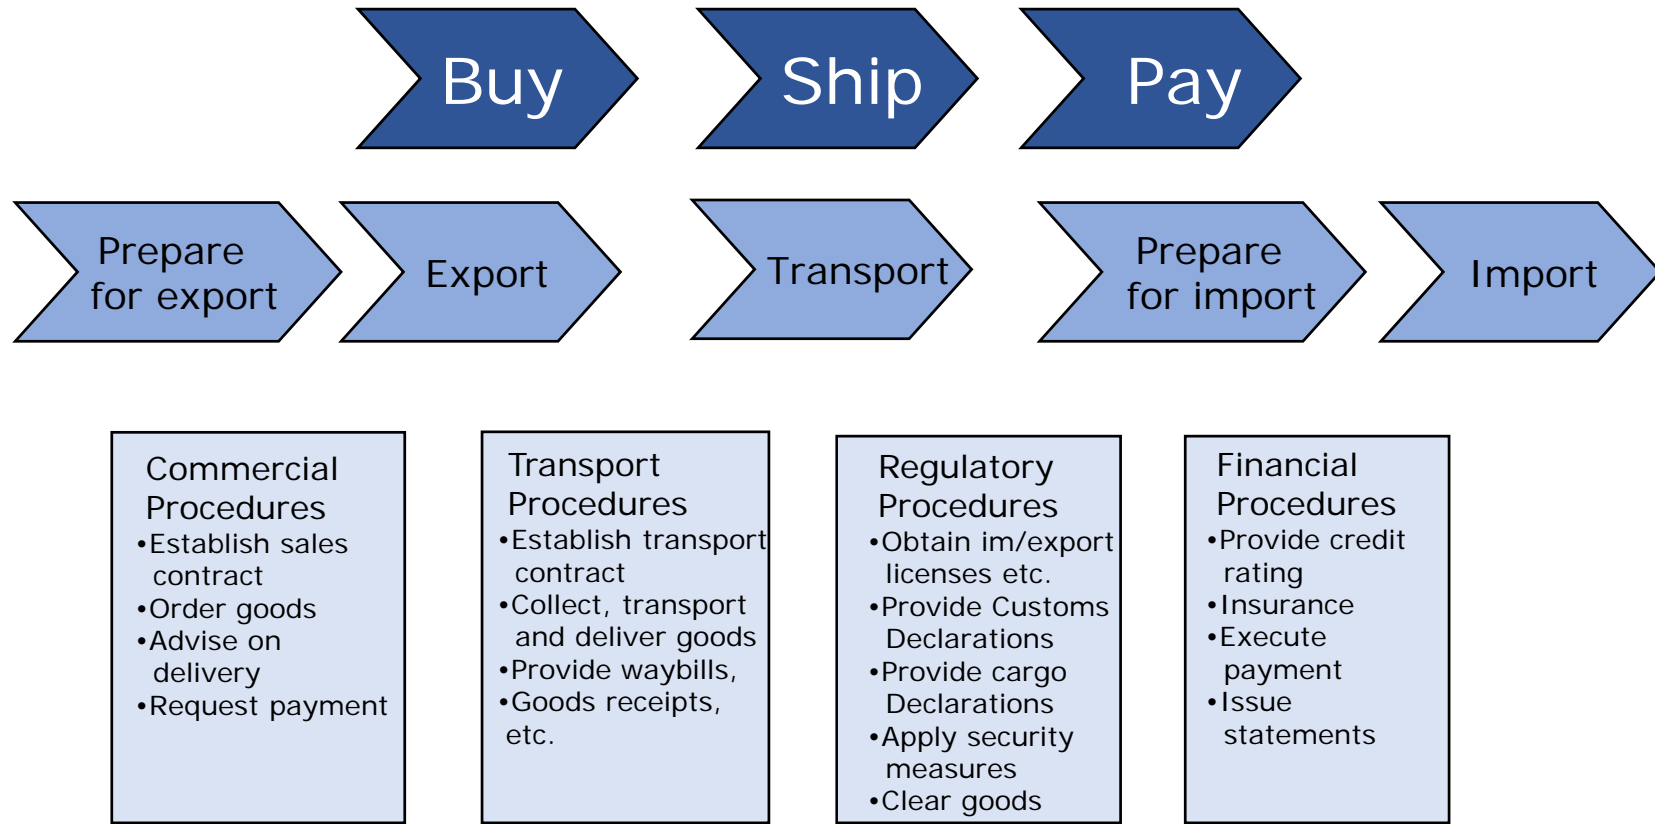 Buy
Ship
Pay
Prepare
for export
Export
Transport
Prepare
for import
Import
Commercial
Procedures
•Establish sales
contract
•Order goods
•Advise on
delivery
•Request payment
Transport
Procedures
•Establish transport
contract
•Collect, transport
and deliver goods
•Provide waybills,
•Goods receipts,
etc.
Regulatory
Procedures
•Obtain im/export
licenses etc.
•Provide Customs
Declarations
•Provide cargo
Declarations
•Apply security
measures
•Clear goods
Financial
Procedures
•Provide credit
rating
•Insurance
•Execute
payment
•Issue
statements